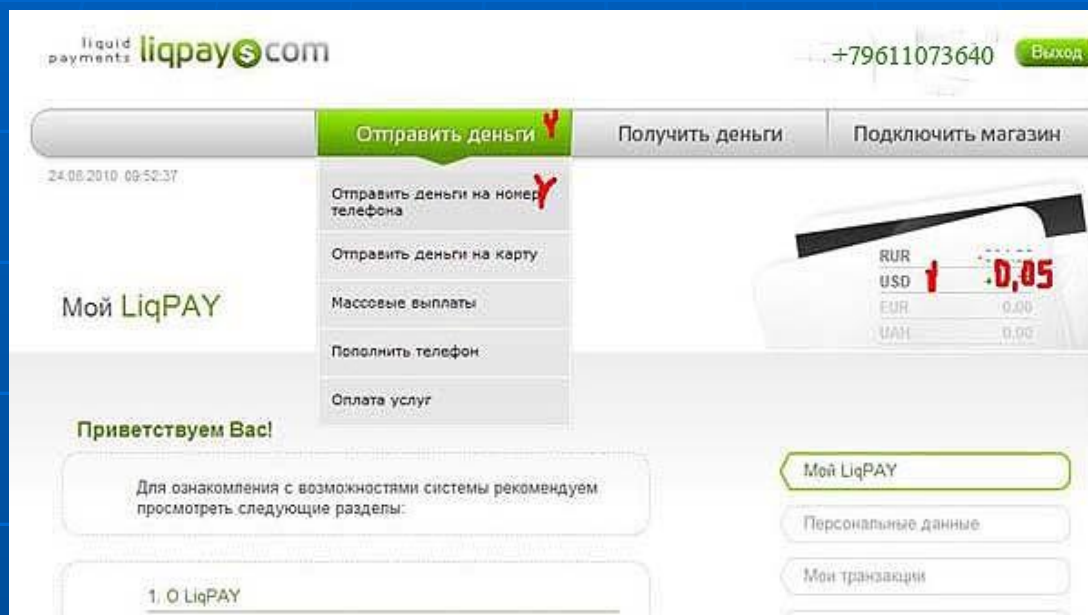 liquid
payments liqpay.com
+79611073640 Выход
Отправить деньги Получить деньги Подключить магазин
24.08.2010 09:52:37
Отправить деньги на номер
телефона
Отправить деньги на карту
Массовые выплаты
Пополнить телефон
Оплата услуг
RUR
USD 0,05
EUR 0.00
UAH 0.00
Мой LiqPAY
Приветствуем Вас!
Для ознакомления с возможностями системы рекомендуем
просмотреть следующие разделы:
1. О LiqPAY
Мой LiqPAY
Персональные данные
Мои транзакции